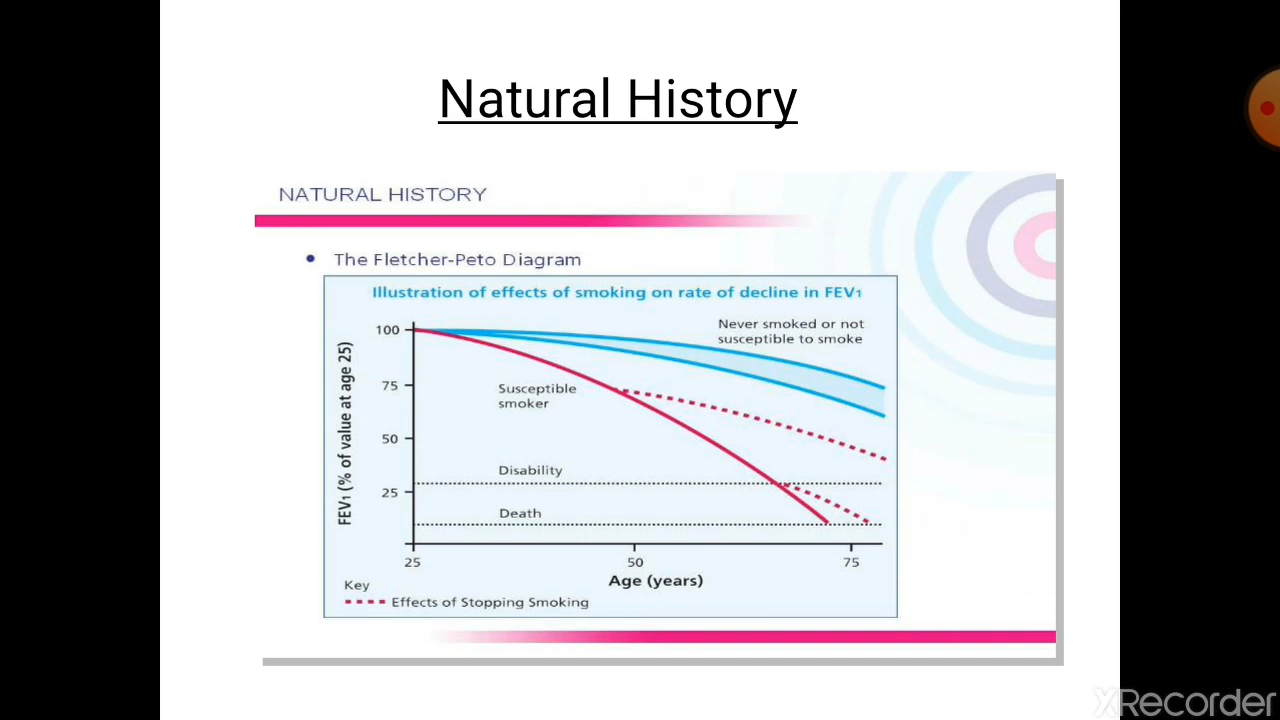 Natural History
NATURAL HISTORY
• The Fletcher-Peto Diagram
Illustration of effects of smoking on rate of decline in FEV1
Never smoked or not
susceptible to smoke
100
75
50
25
FEV1 (% of value at age 25)
Susceptible
smoker
Disability
Death
25 50 75
Age (years)
Key
Effects of Stopping Smoking
XRecorder